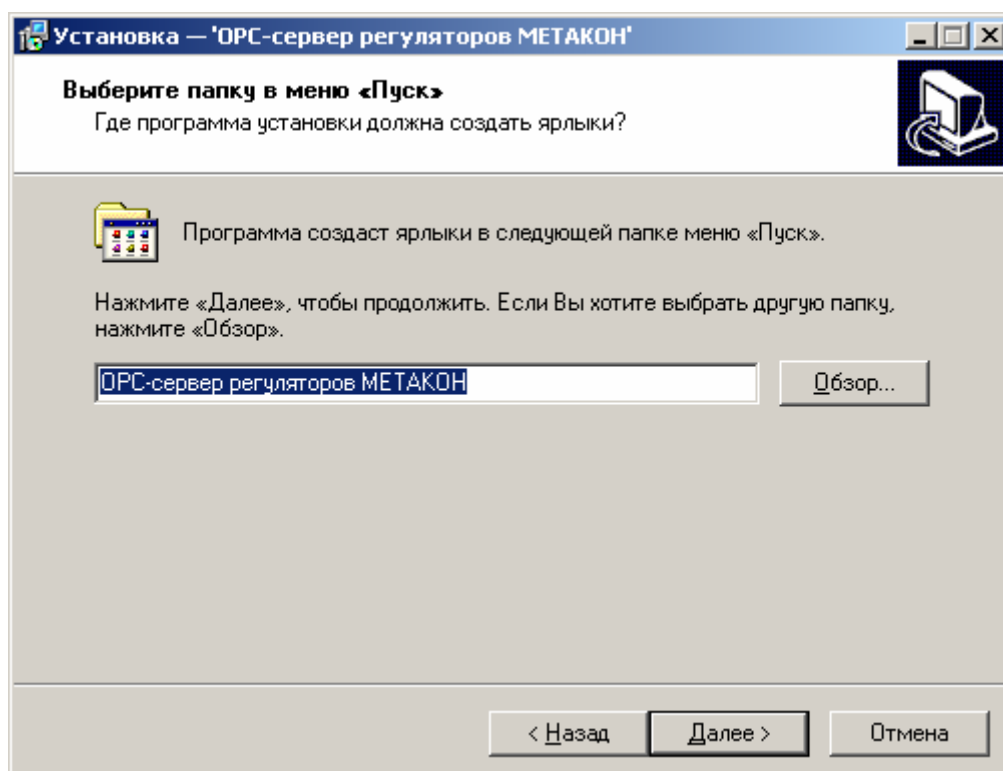 Установка — 'ОРС-сервер регуляторов МЕТАКОН'
Выберите папку в меню «Пуск»
Где программа установки должна создать ярлыки?
Программа создаст ярлыки в следующей папке меню «Пуск».
Нажмите «Далее», чтобы продолжить. Если Вы хотите выбрать другую папку,
нажмите «Обзор».
ОРС-сервер регуляторов МЕТАКОН
Обзор...
< Назад
Далее >
Отмена